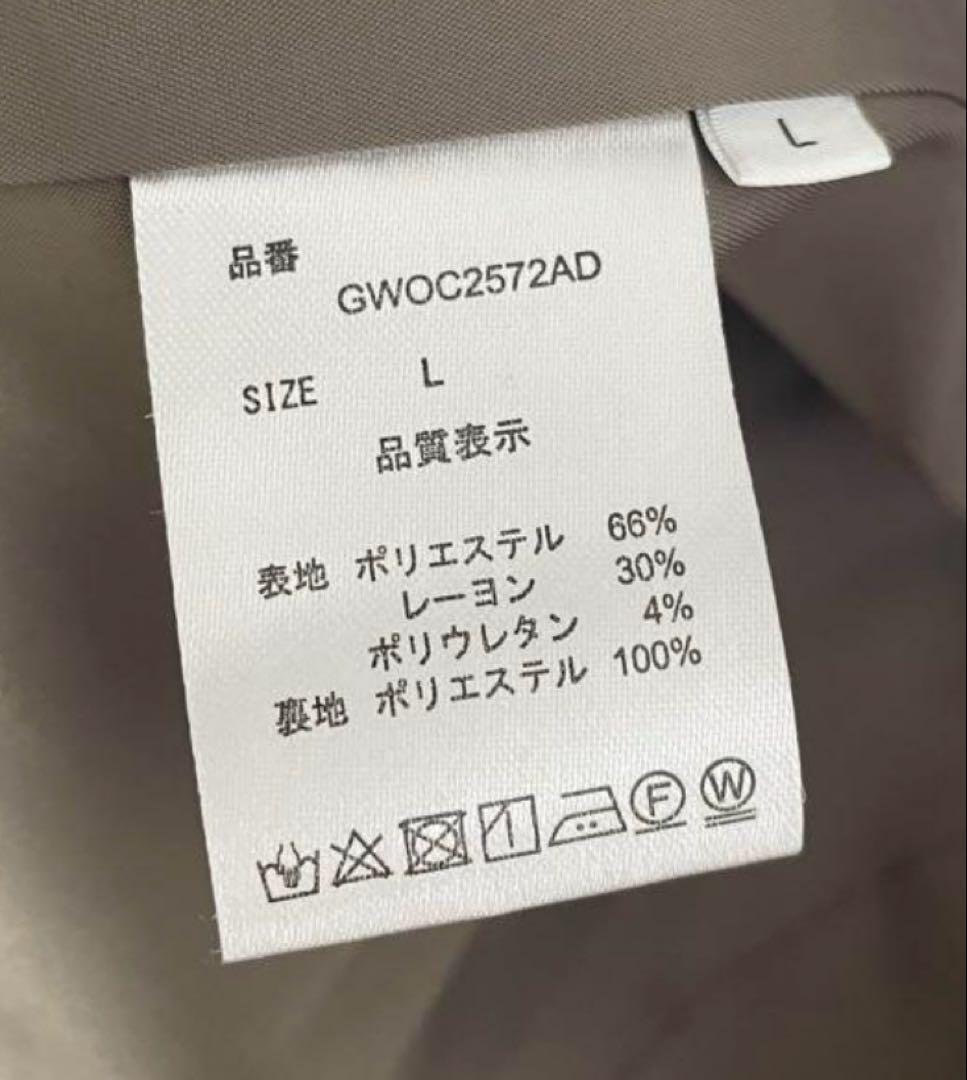 L
品番
GWOC2572AD
SIZE L
品質表示
表地 ポリエステル 66%
レーヨン 30%
ポリウレタン 4%
裏地 ポリエステル 100%
F W